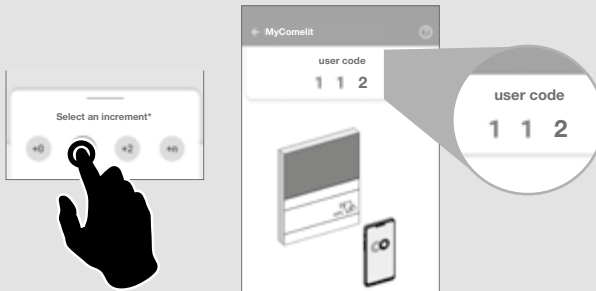 Select an increment*
+0 +2 +n
← MyComelit
user code
1 1 2
user code
1 1 2